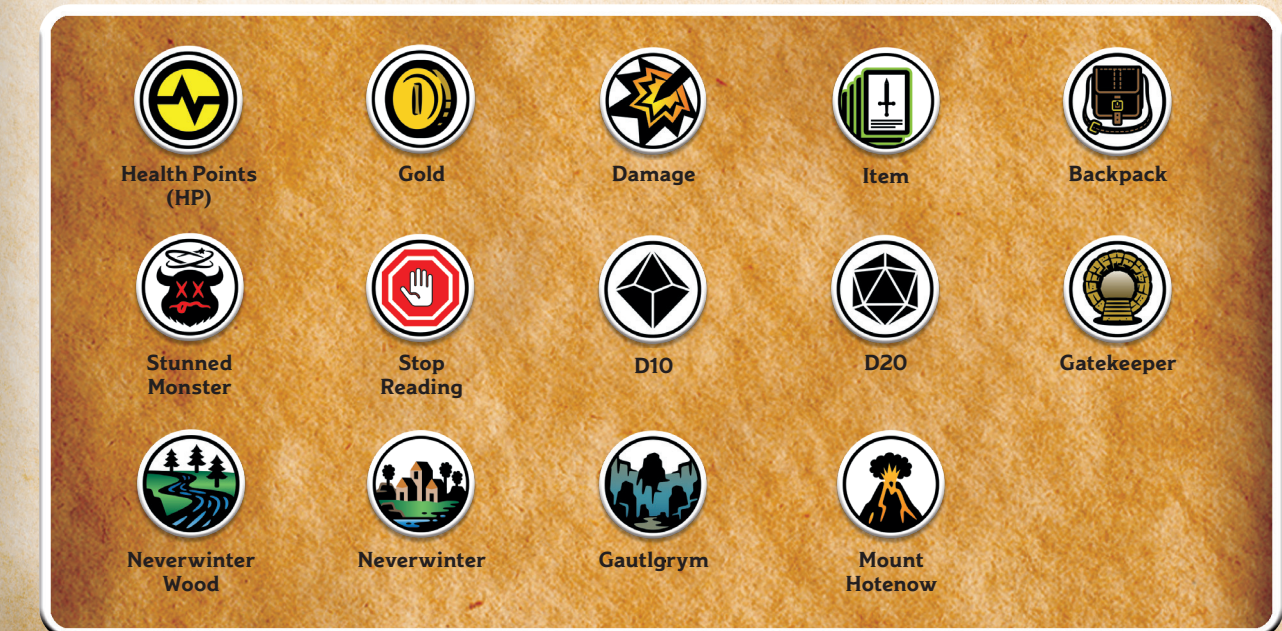 Health Points
(HP)
Gold
Damage
Item
Backpack
Stunned
Monster
Stop
Reading
D10
D20
Gatekeeper
Neverwinter
Wood
Neverwinter
Gautlgrym
Mount
Hotenow